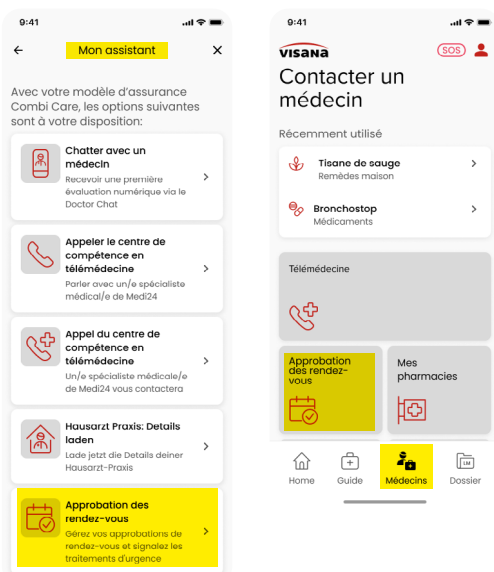 9:41
Mon assistant
Avec votre modèle d'assurance
Combi Care, les options suivantes
sont à votre disposition:
Chatter avec un
médecin
Recevoir une première
évaluation numérique via le
Doctor Chat
Appeler le centre de
compétence en
télémédecine
Parler avec un/e spécialiste
médical/e de Medi24
Appel du centre de
compétence en
télémédecine
Un/e spécialiste médicale/e
de Medi24 vous contactera
Hausarzt Praxis: Details
laden
Lade jetzt die Details deiner
Hausarzt-Praxis
Approbation des
rendez-vous
Gérez vos approbations de
rendez-vous et signalez les
traitements d'urgence
9:41
VISANA
SOS
Contacter un
médecin
Récemment utilisé
Tisane de sauge
Remèdes maison
Bronchostop
Médicaments
Télémédecine
Approbation
des rendez-
vous
Mes
pharmacies
Home
Guide
Médecins
LM
Dossier